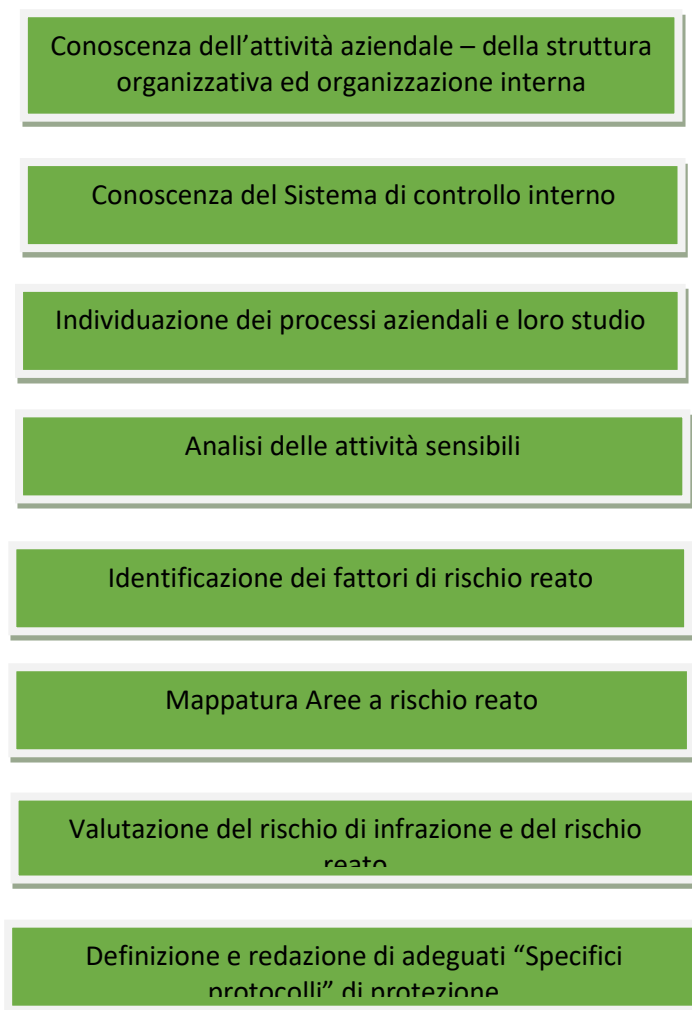 Conoscenza dell’attività aziendale – della struttura
organizzativa ed organizzazione interna
Conoscenza del Sistema di controllo interno
Individuazione dei processi aziendali e loro studio
Analisi delle attività sensibili
Identificazione dei fattori di rischio reato
Mappatura Aree a rischio reato
Valutazione del rischio di infrazione e del rischio
reato
Definizione e redazione di adeguati “Specifici
protocolli” di protezione